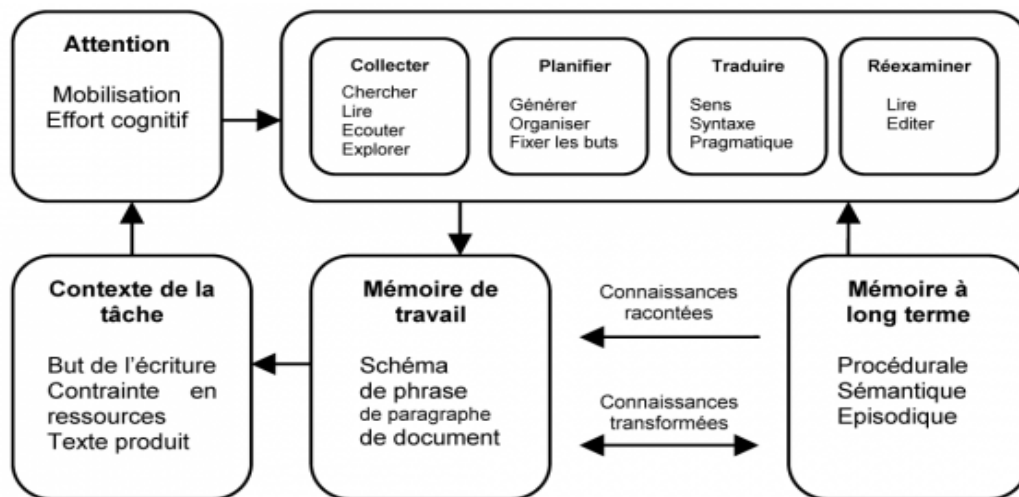 Attention
Mobilisation
Effort cognitif
Collecter
Chercher
Lire
Ecouter
Explorer
Planifier
Générer
Organiser
Fixer les buts
Traduire
Sens
Syntaxe
Pragmatique
Réexaminer
Lire
Editer
Contexte de la
tâche
But de l'écriture
Contrainte en
ressources
Texte produit
Mémoire de
travail
Schéma
de phrase
de paragraphe
de document
Connaissances
racontées
Connaissances
transformées
Mémoire à
long terme
Procédurale
Sémantique
Episodique